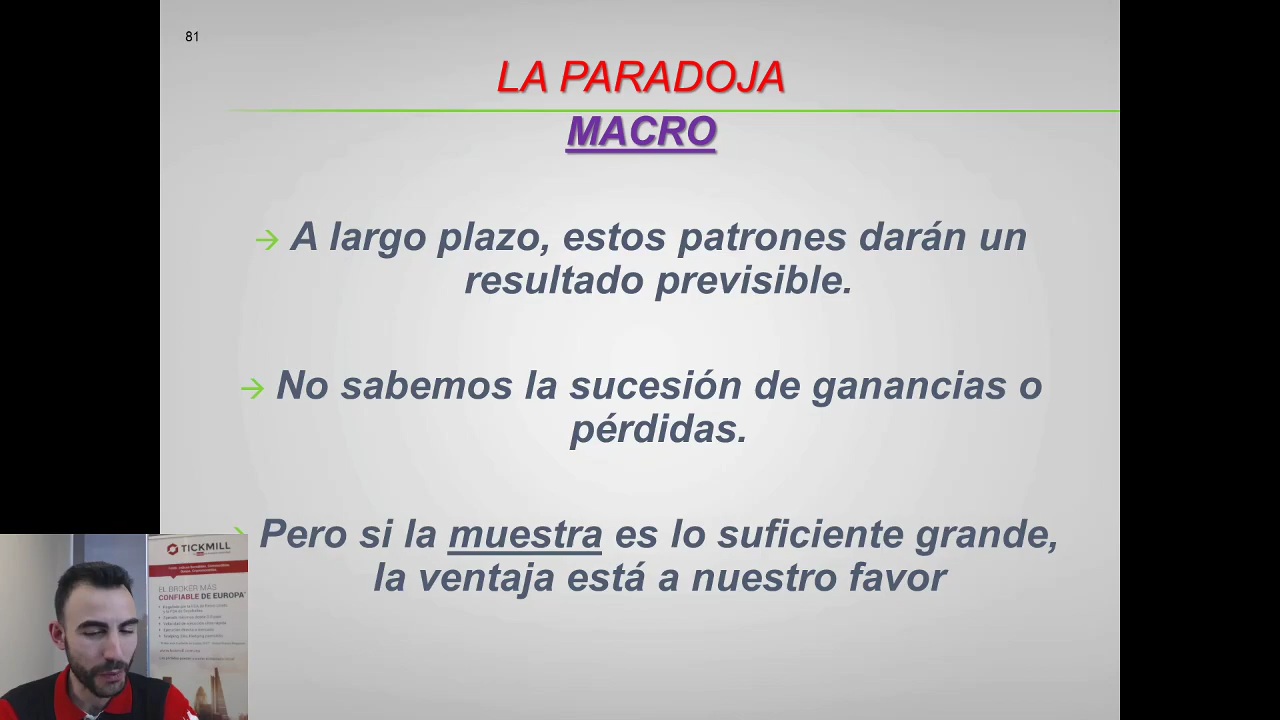 81
LA PARADOJA
MACRO
→ A largo plazo, estos patrones darán un
resultado previsible.
→ No sabemos la sucesión de ganancias o
pérdidas.
Pero si la muestra es lo suficiente grande,
la ventaja está a nuestro favor
TICKMILL
EL BROKER MÁS
CONFIABLE DE EUROPA